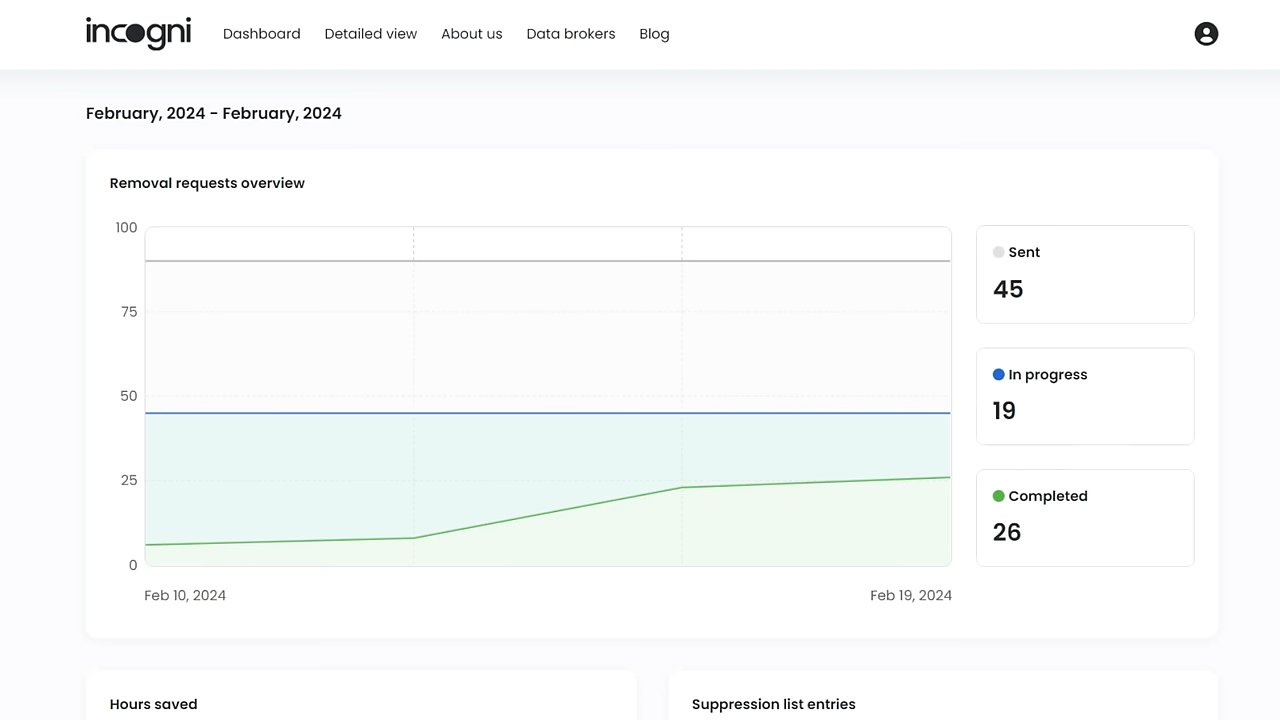 incogni Dashboard Detailed view About us Data brokers Blog
February, 2024 - February, 2024
Removal requests overview
100
75
50
25
0
Feb 10, 2024 Feb 19, 2024
Sent
45
In progress
19
Completed
26
Hours saved
Suppression list entries